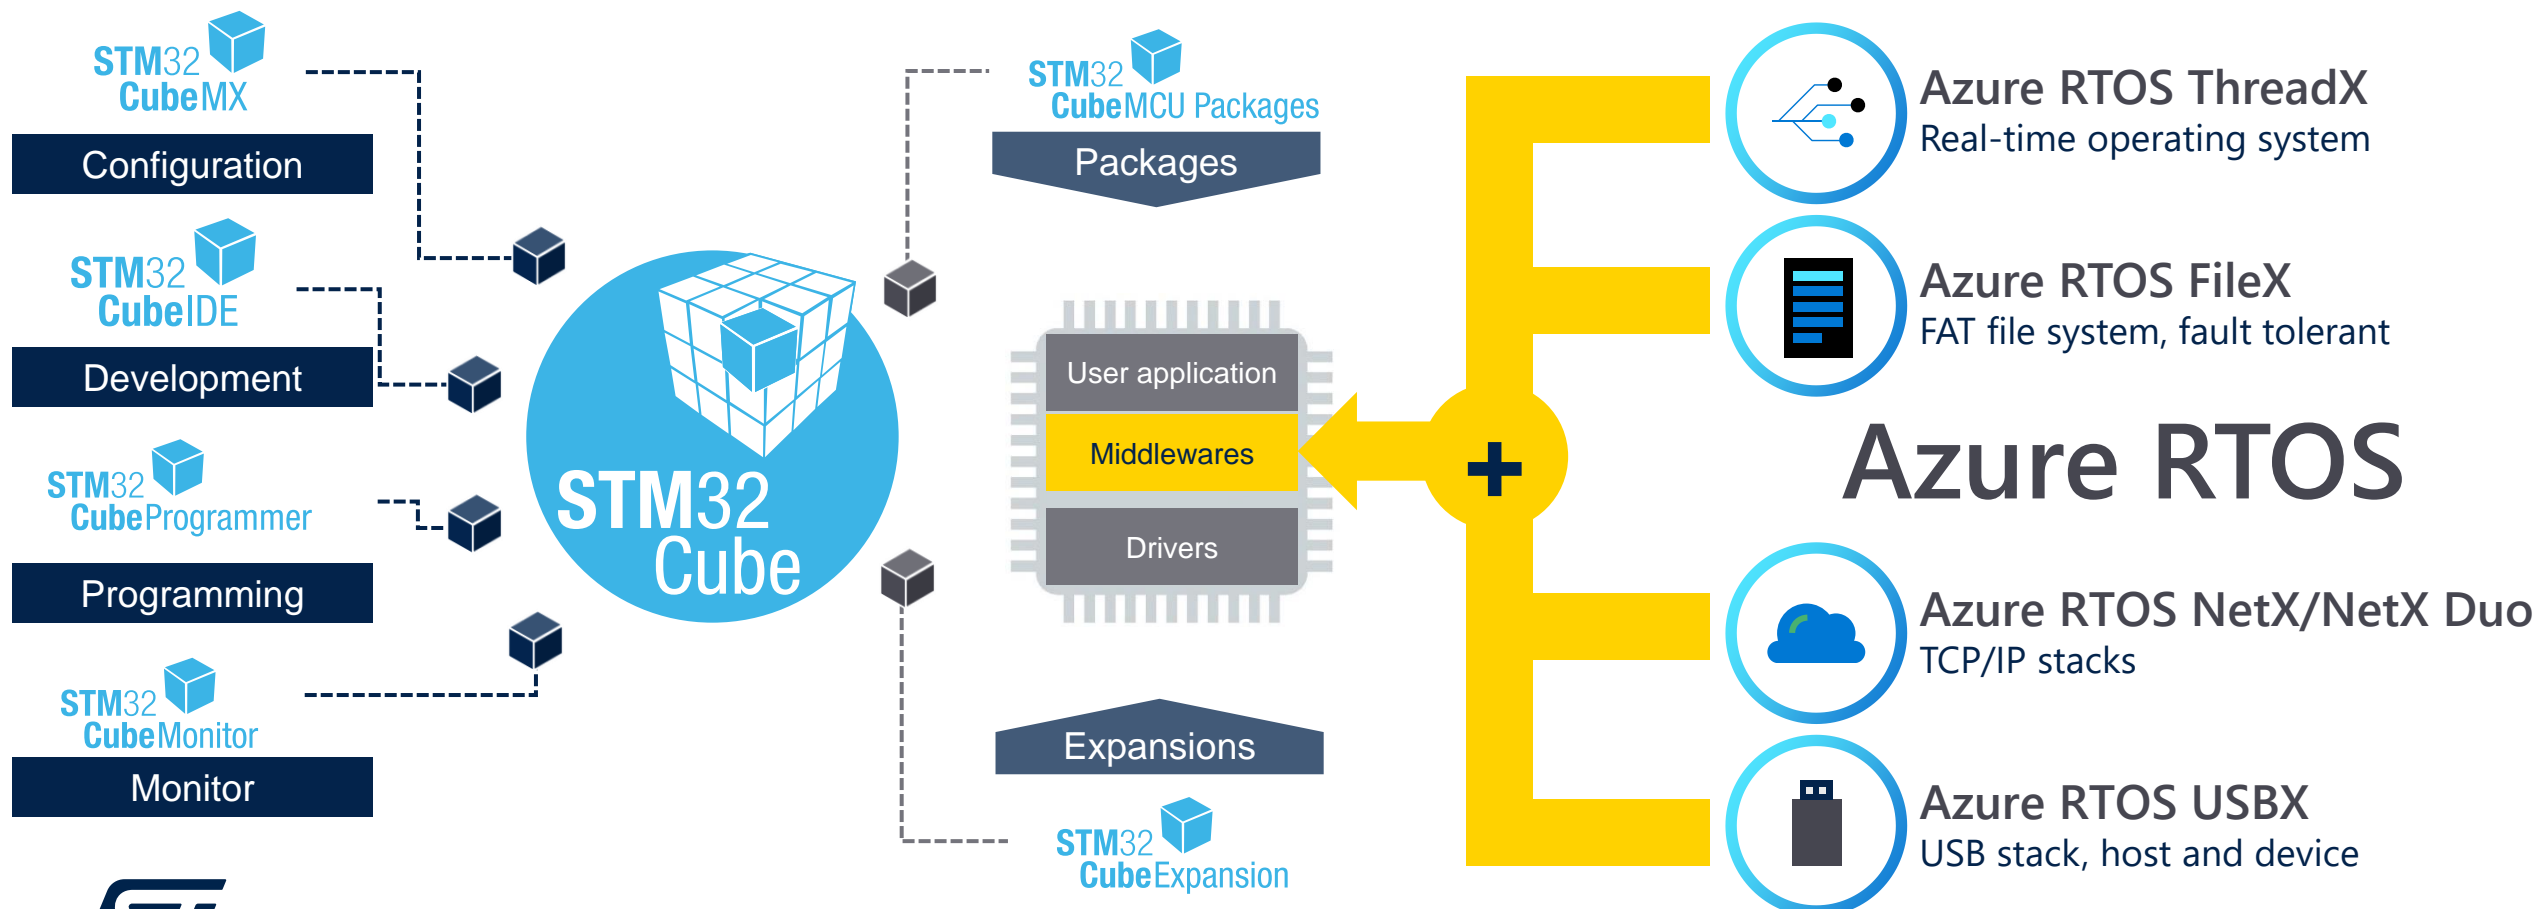 STM32
CubeMX
Configuration
STM32
CubeIDE
Development
STM32
CubeProgrammer
Programming
STM32
CubeMonitor
Monitor
STM32
Cube
STM32
CubeMCU Packages
Packages
User application
Middlewares
Drivers
Expansions
STM32
CubeExpansion
+
Azure RTOS ThreadX
Real-time operating system
Azure RTOS FileX
FAT file system, fault tolerant
Azure RTOS
Azure RTOS NetX/NetX Duo
TCP/IP stacks
Azure RTOS USBX
USB stack, host and device